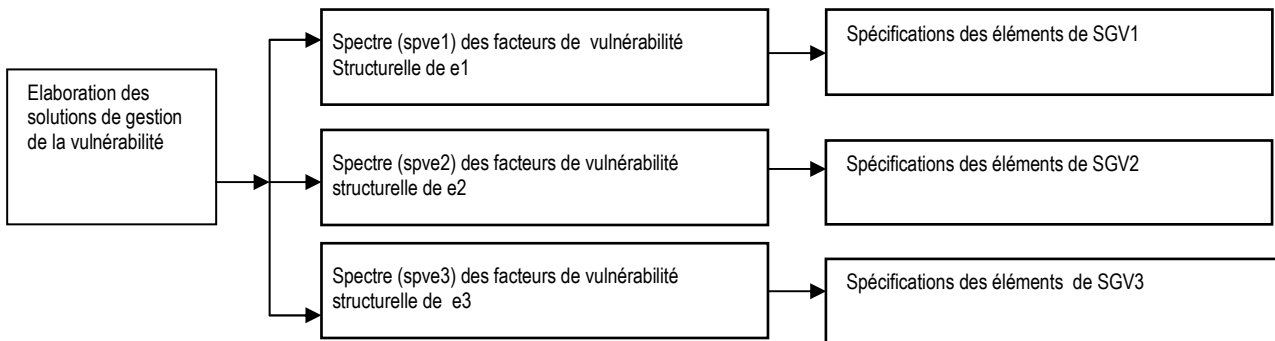 Elaboration des
solutions de gestion
de la vulnérabilité
Spectre (spve1) des facteurs de vulnérabilité
Structurelle de e1
Spécifications des éléments de SGV1
Spectre (spve2) des facteurs de vulnérabilité
structurelle de e2
Spécifications des éléments de SGV2
Spectre (spve3) des facteurs de vulnérabilité
structurelle de e3
Spécifications des éléments de SGV3